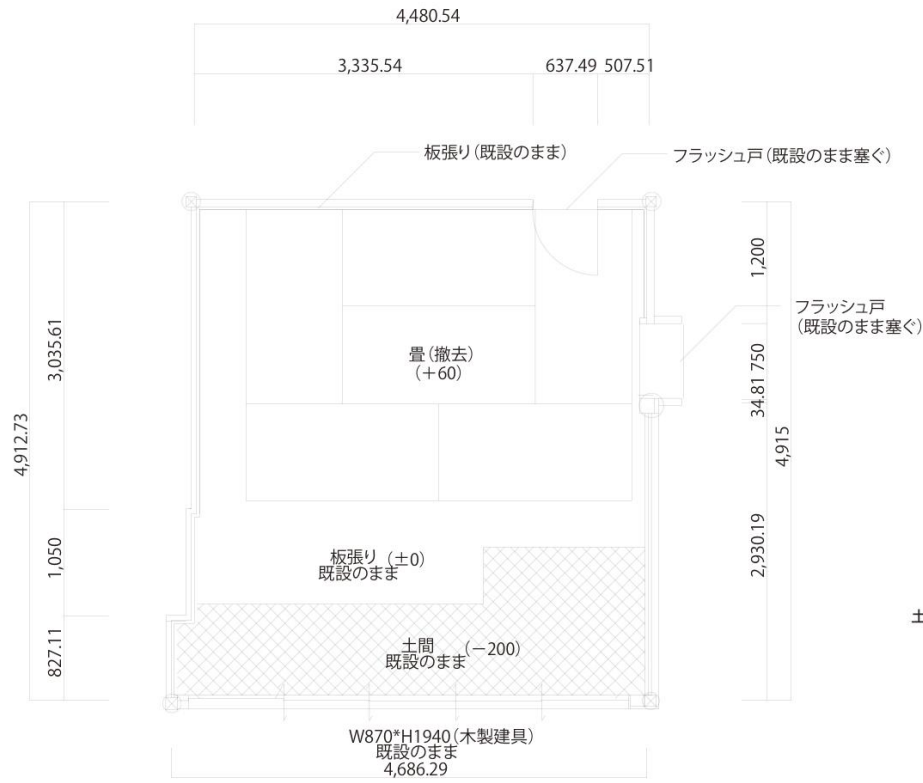 4,480.54
3,335.54
637.49
507.51
板張り（既設のまま）
フラッシュ戸（既設のまま塞ぐ）
1,200
フラッシュ戸
（既設のまま塞ぐ）
3,035.61
畳（撤去）
（＋60）
34.81
750
4,912.73
4,915
1,050
板張り（±0）
既設のまま
2,930.19
827.11
土間（－200）
既設のまま
土
W870*H1940（木製建具）
既設のまま
4,686.29